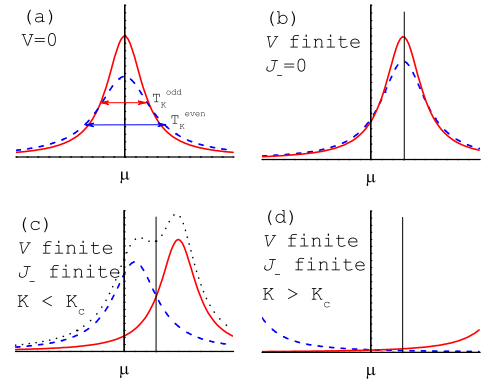 (a)
V=0
T_K^odd
T_K^even
μ
(b)
V finite
J_=0
μ
(c)
V finite
J_ finite
K < K_c
μ
(d)
V finite
J_ finite
K > K_c
μ